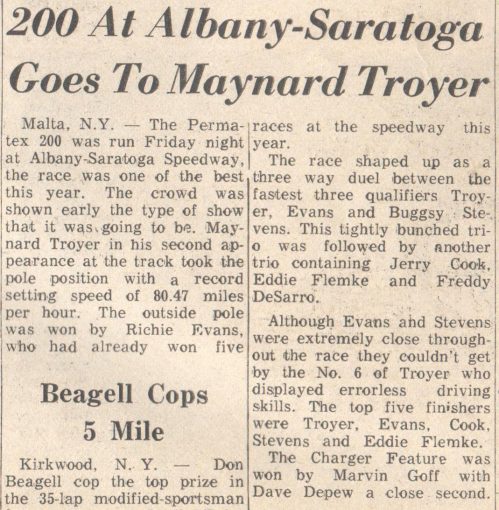 200 At Albany-Saratoga
Goes To Maynard Troyer
Malta, N.Y. — The Perma-
tex 200 was run Friday night
at Albany-Saratoga Speedway,
the race was one of the best
this year. The crowd was
shown early the type of show
that it was going to be. May-
nard Troyer in his second ap-
pearance at the track took the
pole position with a record
setting speed of 80.47 miles
per hour. The outside pole
was won by Richie Evans,
who had already won five
races at the speedway this
year.
The race shaped up as a
three way duel between the
fastest three qualifiers Troy-
er, Evans and Buggsy Ste-
vens. This tightly bunched tri-
o was followed by another
trio containing Jerry Cook,
Eddie Flemke and Freddy
DeSarro.
Although Evans and Stevens
were extremely close through-
out the race they couldn't get
by the No. 6 of Troyer who
displayed errorless driving
skills. The top five finishers
were Troyer, Evans, Cook,
Stevens and Eddie Flemke.
The Charger Feature was
won by Marvin Goff with
Dave Depew a close second.
Beagell Cops
5 Mile
Kirkwood, N. Y. — Don
Beagell cop the top prize in
the 35-lap modified-sportsman